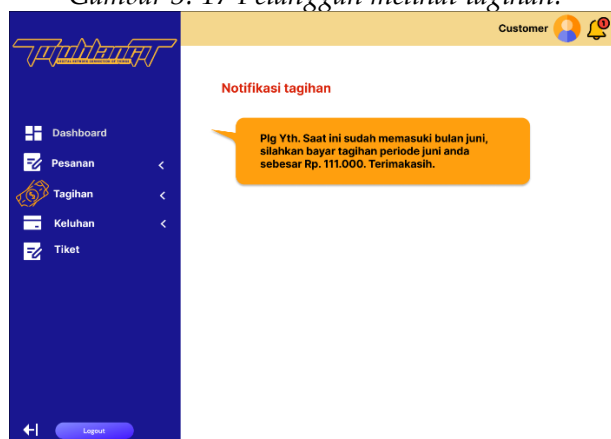 Gambar 3. 17 Pelanggan melihat tagihan.
Customer
Notifikasi tagihan
Dashboard
Pesanan
Tagihan
Keluhan
Tiket
Plg Yth. Saat ini sudah memasuki bulan juni,
silahkan bayar tagihan periode juni anda
sebesar Rp. 111.000. Terimakasih.
Logout